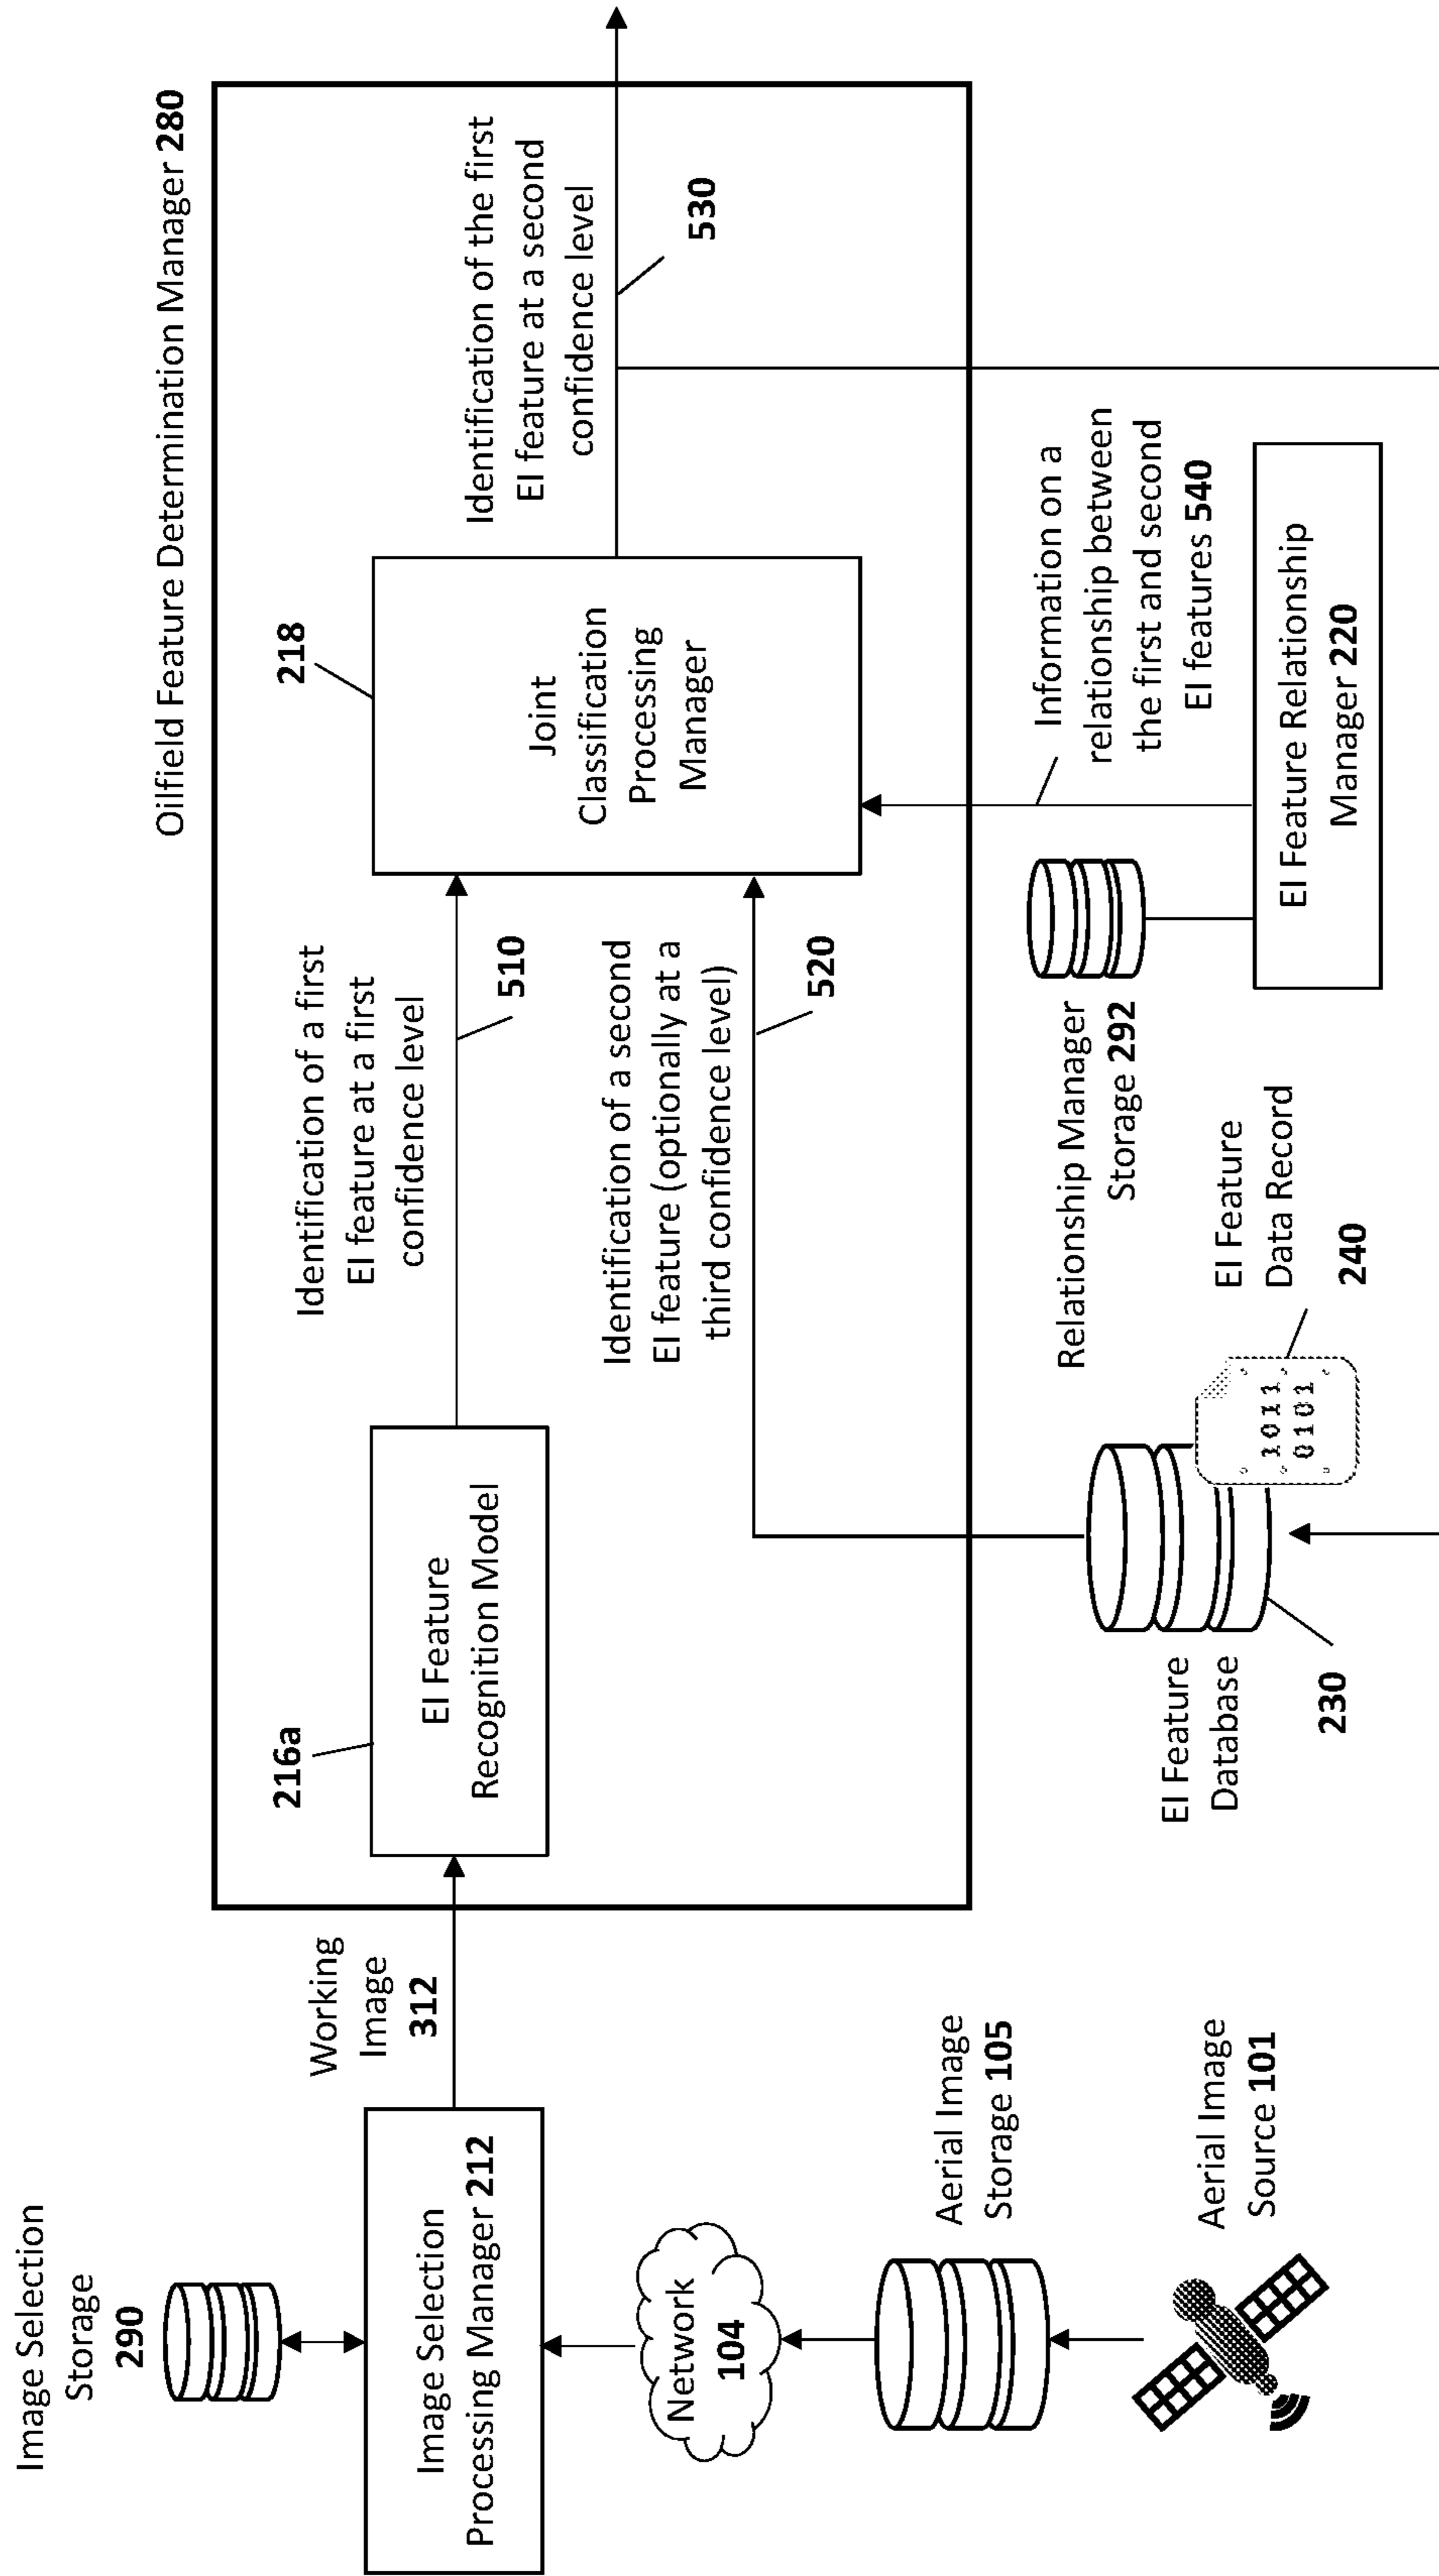 Oilfield Feature Determination Manager 280
Image Selection
Storage
290
Image Selection
Processing Manager 212
Working
Image
312
Network
104
Aerial Image
Storage 105
Aerial Image
Source 101
216a
EI Feature
Recognition Model
Identification of a first
EI feature at a first
confidence level
510
Identification of a second
EI feature (optionally at a
third confidence level)
520
218
Joint
Classification
Processing
Manager
Identification of the first
EI feature at a second
confidence level
530
EI Feature
Database
230
1011
0101
EI Feature
Data Record
240
Relationship Manager
Storage 292
Information on a
relationship between
the first and second
EI features 540
EI Feature Relationship
Manager 220